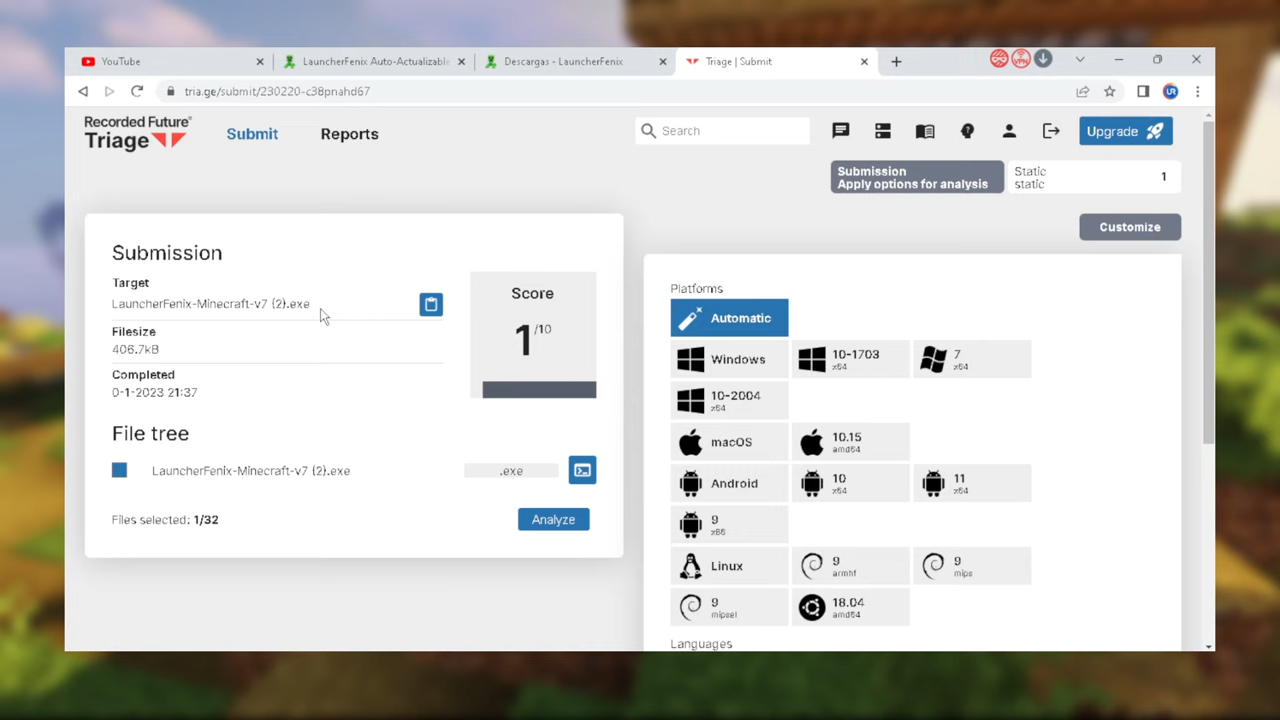 YouTube
LauncherFenix Auto-Actualizable
Descargas - LauncherFenix
Triage | Submit
tria.ge/submit/230220-c38pnahd67
Recorded Future®
Triage
Submit
Reports
Search
Upgrade
Submission
Apply options for analysis
Static
static
1
Customize
Submission
Target
LauncherFenix-Minecraft-v7 (2).exe
Filesize
406.7kB
Completed
0-1-2023 21:37
Score
1/10
File tree
LauncherFenix-Minecraft-v7 (2).exe
.exe
Files selected: 1/32
Analyze
Platforms
Automatic
Windows
10-1703
x64
7
x64
10-2004
x64
macOS
10.15
amd64
Android
10
x64
11
x64
9
x86
Linux
9
armhf
9
mips
9
mipsel
18.04
amd64
Languages